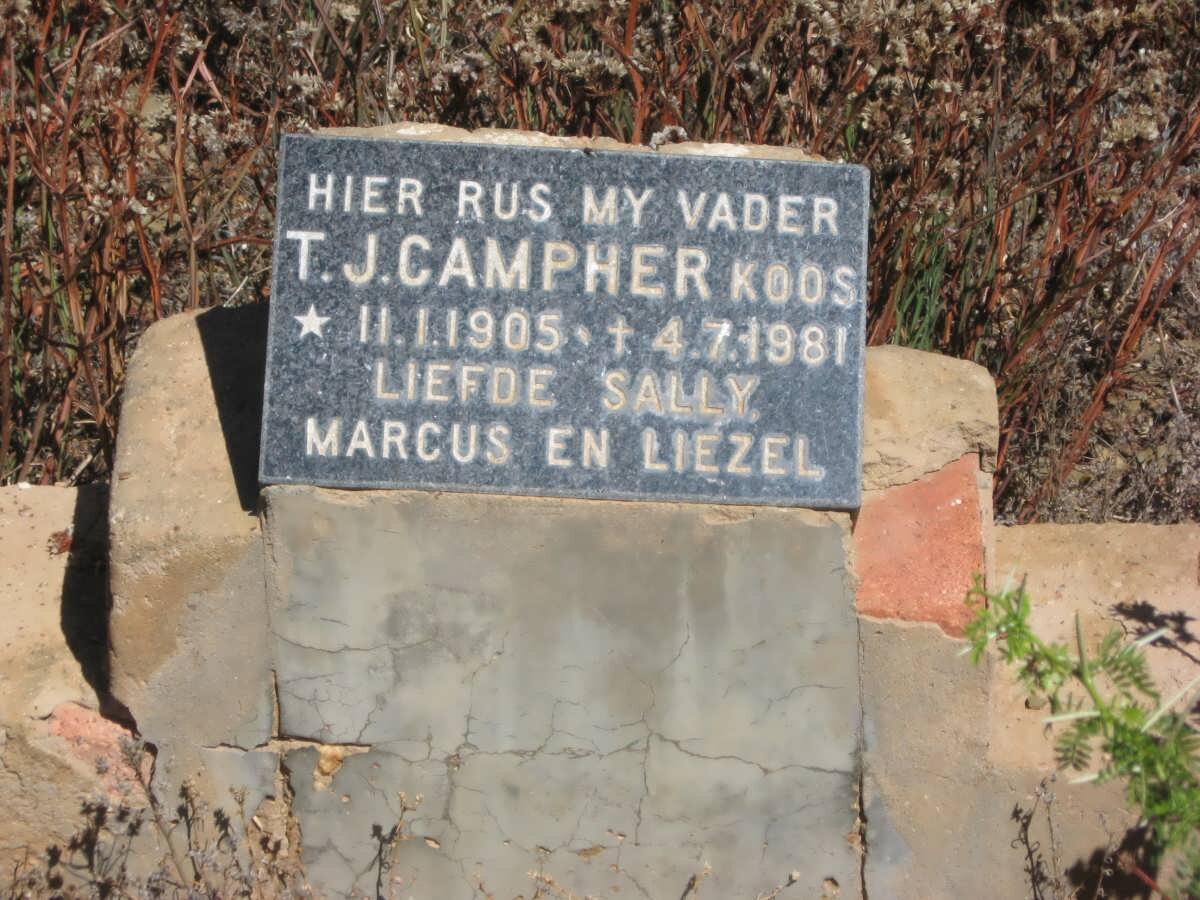 HIER RUS MY VADER
T.J.CAMPHER KOOS
★ 11.1.1905 · † 4.7.1981
LIEFDE SALLY,
MARCUS EN LIEZEL